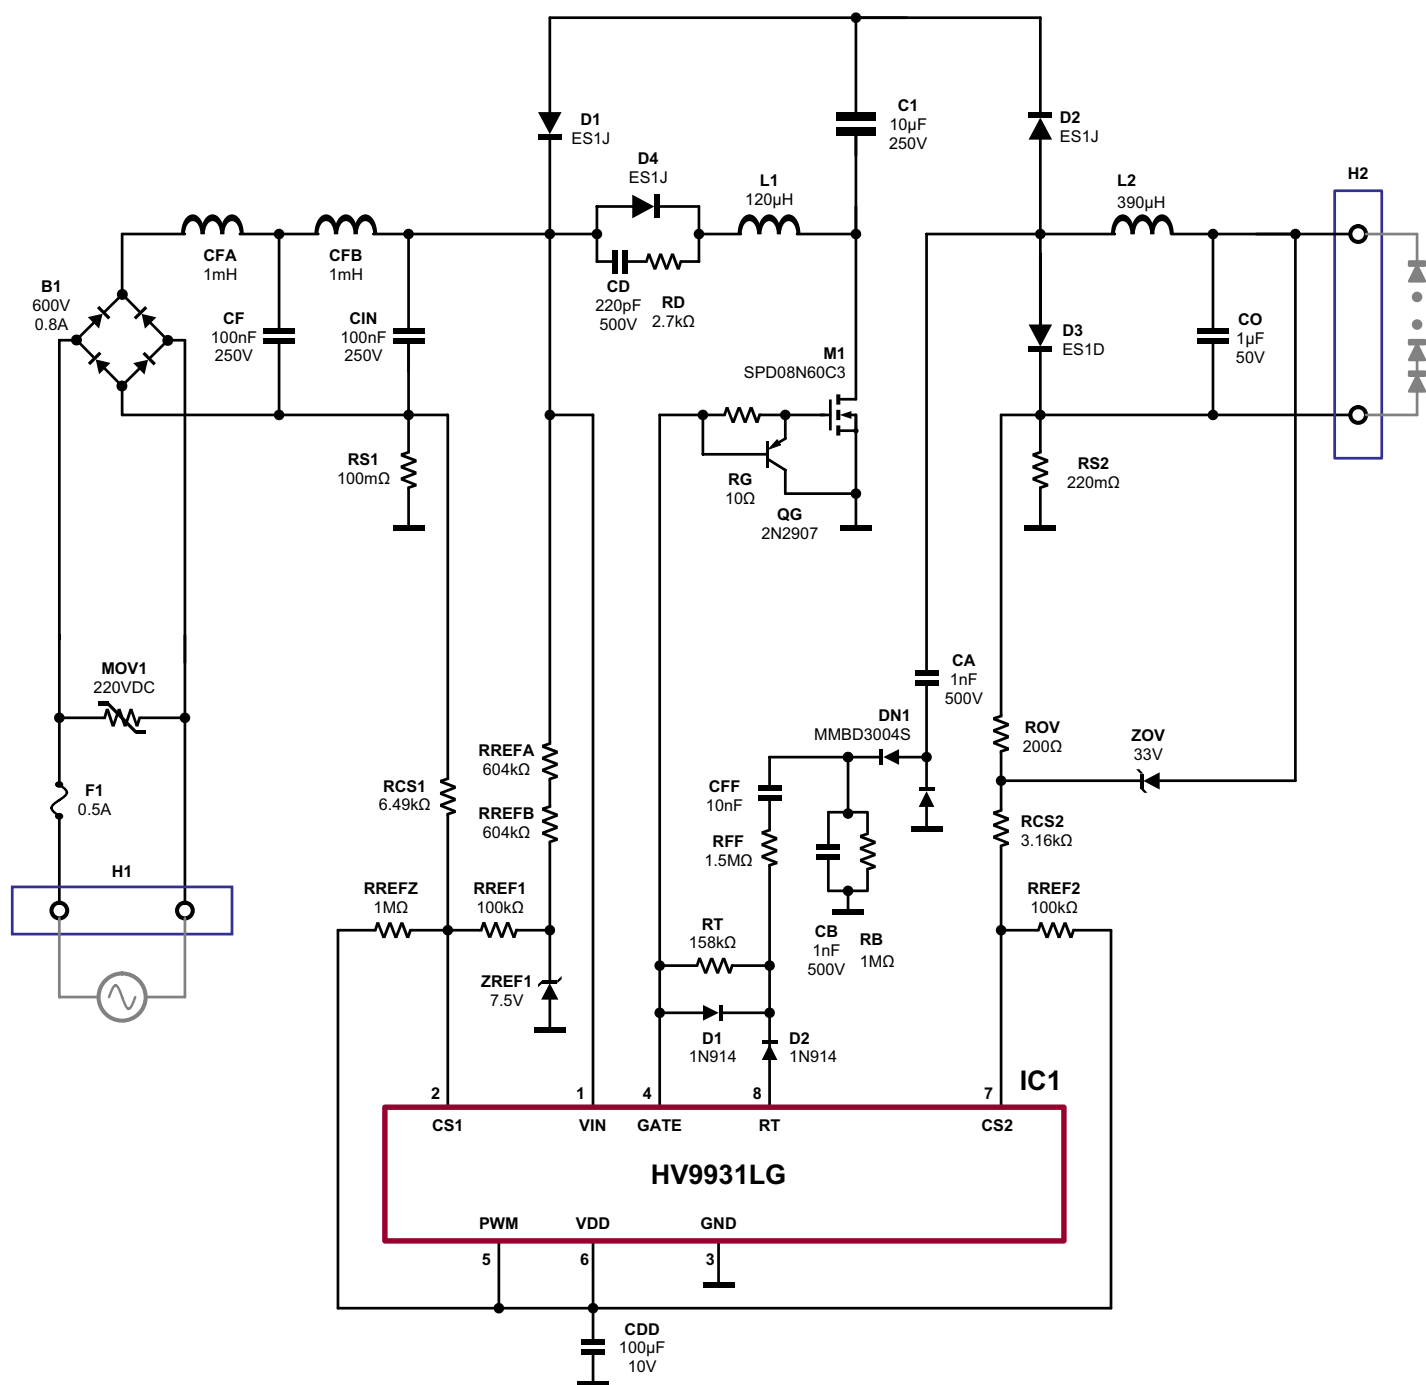 D1
ES1J
C1
10µF
250V
D2
ES1J
D4
ES1J
L1
120µH
L2
390µH
H2
CFA
1mH
CFB
1mH
B1
600V
0.8A
CF
100nF
250V
CIN
100nF
250V
CD
220pF
500V
RD
2.7kΩ
D3
ES1D
CO
1µF
50V
M1
SPD08N60C3
RS1
100mΩ
RG
10Ω
QG
2N2907
RS2
220mΩ
MOV1
220VDC
CA
1nF
500V
DN1
MMBD3004S
ROV
200Ω
ZOV
33V
RREFA
604kΩ
F1
0.5A
RCS1
6.49kΩ
RREFB
604kΩ
CFF
10nF
RFF
1.5MΩ
RCS2
3.16kΩ
H1
RREFZ
1MΩ
RREF1
100kΩ
RREF2
100kΩ
RT
158kΩ
CB
1nF
500V
RB
1MΩ
ZREF1
7.5V
D1
1N914
D2
1N914
IC1
2 1 4 8 7
CS1 VIN GATE RT CS2
HV9931LG
PWM VDD GND
5 6 3
CDD
100µF
10V